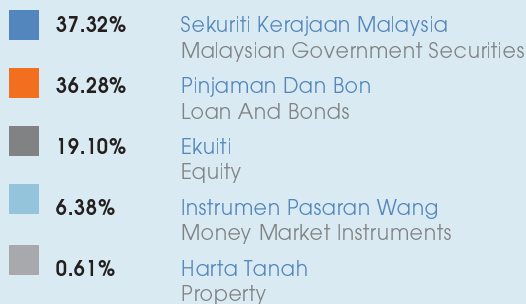 37.32% Sekuriti Kerajaan Malaysia
Malaysian Government Securities
36.28% Pinjaman Dan Bon
Loan And Bonds
19.10% Ekuiti
Equity
6.38% Instrumen Pasaran Wang
Money Market Instruments
0.61% Harta Tanah
Property